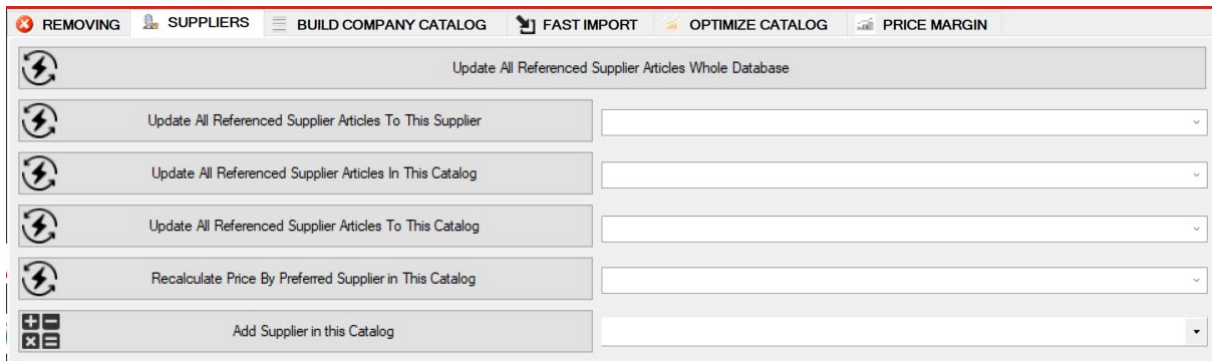 REMOVING SUPPLIERS BUILD COMPANY CATALOG FAST IMPORT OPTIMIZE CATALOG PRICE MARGIN
Update All Referenced Supplier Articles Whole Database
Update All Referenced Supplier Articles To This Supplier
Update All Referenced Supplier Articles In This Catalog
Update All Referenced Supplier Articles To This Catalog
Recalculate Price By Preferred Supplier in This Catalog
Add Supplier in this Catalog